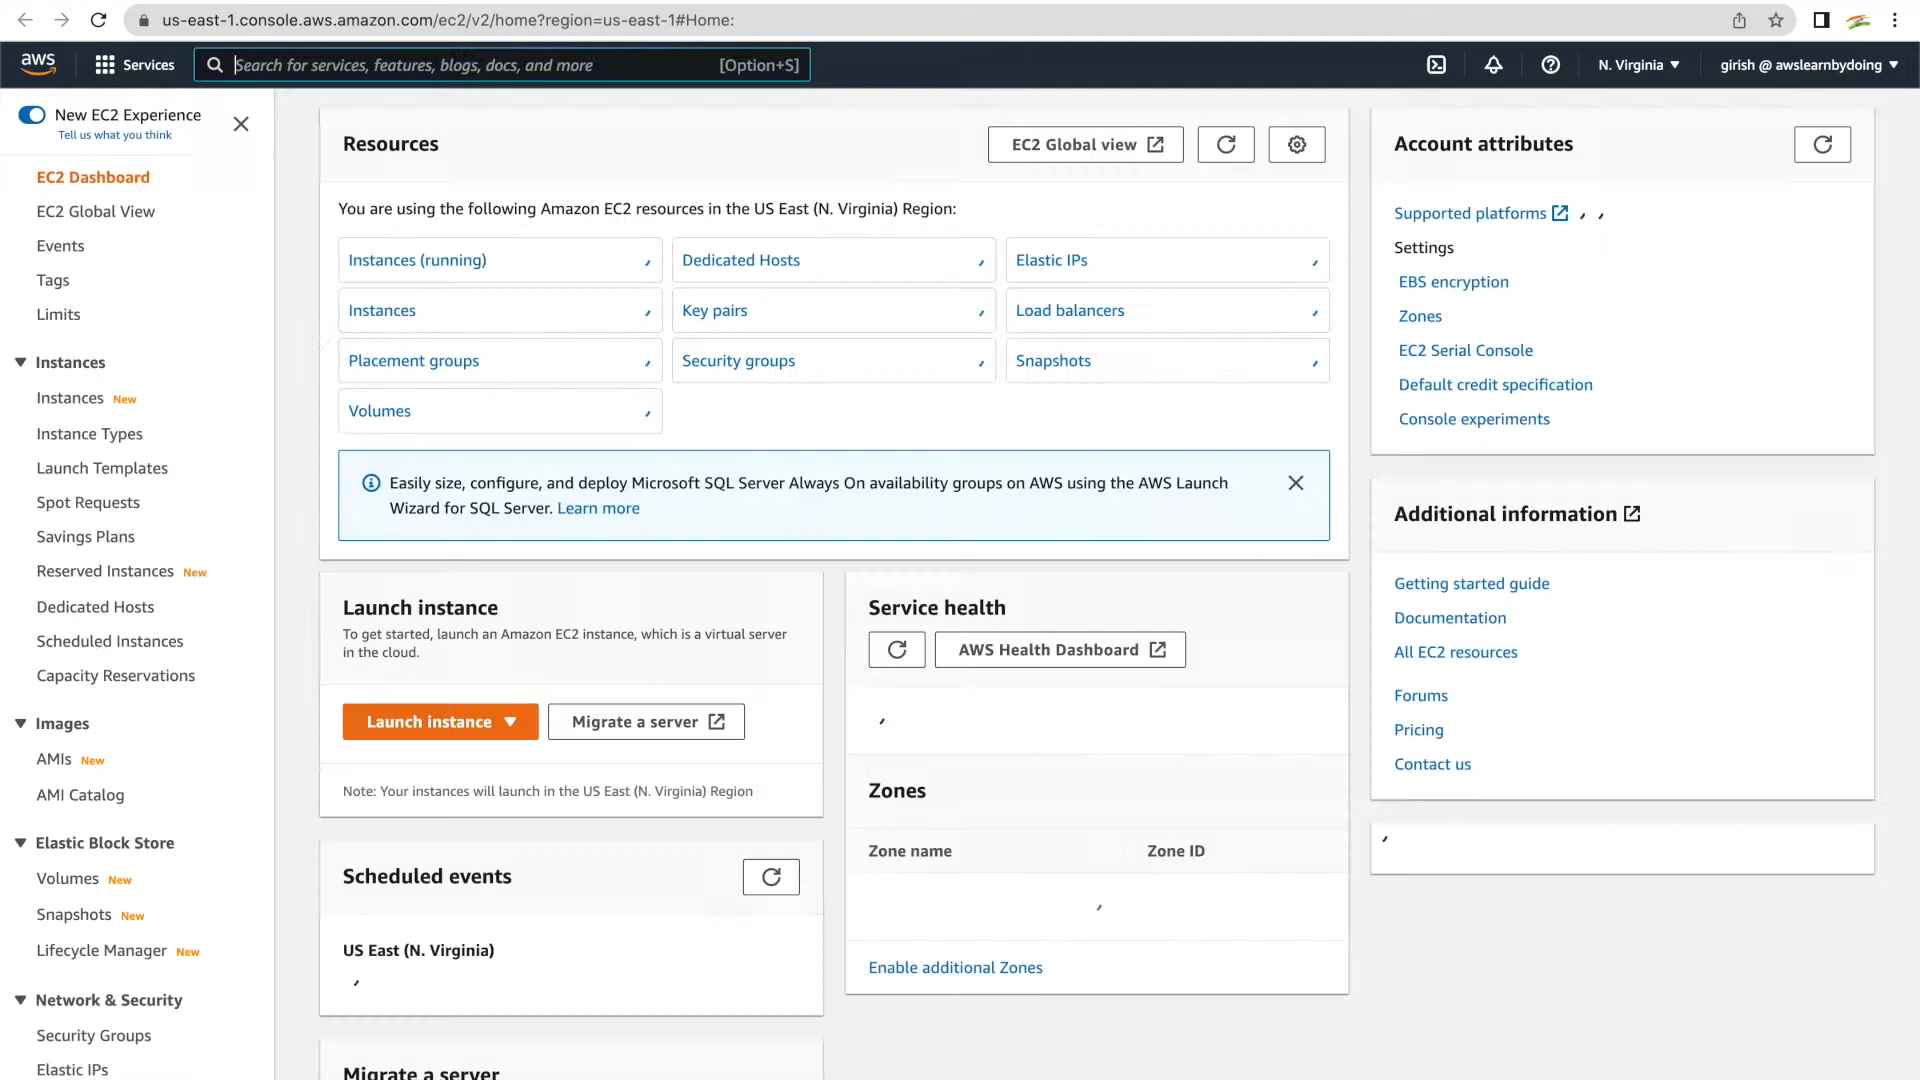 us-east-1.console.aws.amazon.com/ec2/v2/home?region=us-east-1#Home:
aws
Services
Search for services, features, blogs, docs, and more
[Option+S]
N. Virginia
girish @ awslearnbydoing
New EC2 Experience
Tell us what you think
EC2 Dashboard
EC2 Global View
Events
Tags
Limits
Instances
Instances New
Instance Types
Launch Templates
Spot Requests
Savings Plans
Reserved Instances New
Dedicated Hosts
Scheduled Instances
Capacity Reservations
Images
AMIs New
AMI Catalog
Elastic Block Store
Volumes New
Snapshots New
Lifecycle Manager New
Network & Security
Security Groups
Elastic IPs
Resources
EC2 Global view
You are using the following Amazon EC2 resources in the US East (N. Virginia) Region:
Instances (running)
Dedicated Hosts
Elastic IPs
Instances
Key pairs
Load balancers
Placement groups
Security groups
Snapshots
Volumes
Easily size, configure, and deploy Microsoft SQL Server Always On availability groups on AWS using the AWS Launch
Wizard for SQL Server. Learn more
Launch instance
To get started, launch an Amazon EC2 instance, which is a virtual server
in the cloud.
Launch instance
Migrate a server
Note: Your instances will launch in the US East (N. Virginia) Region
Scheduled events
US East (N. Virginia)
Migrate a server
Service health
AWS Health Dashboard
Zones
Zone name
Zone ID
Enable additional Zones
Account attributes
Supported platforms
Settings
EBS encryption
Zones
EC2 Serial Console
Default credit specification
Console experiments
Additional information
Getting started guide
Documentation
All EC2 resources
Forums
Pricing
Contact us